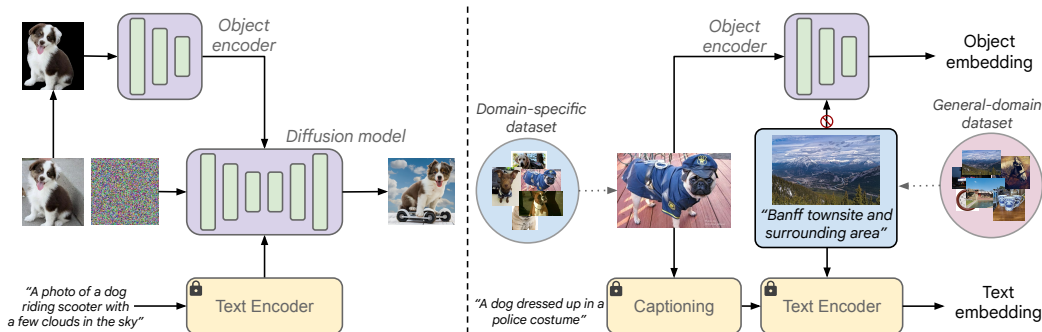 Object
encoder
Diffusion model
“A photo of a dog
riding scooter with
a few clouds in the sky”
Text Encoder
Object
encoder
Object
embedding
Domain-specific
dataset
General-domain
dataset
“Banff townsite and
surrounding area”
“A dog dressed up in a
police costume”
Captioning
Text Encoder
Text
embedding